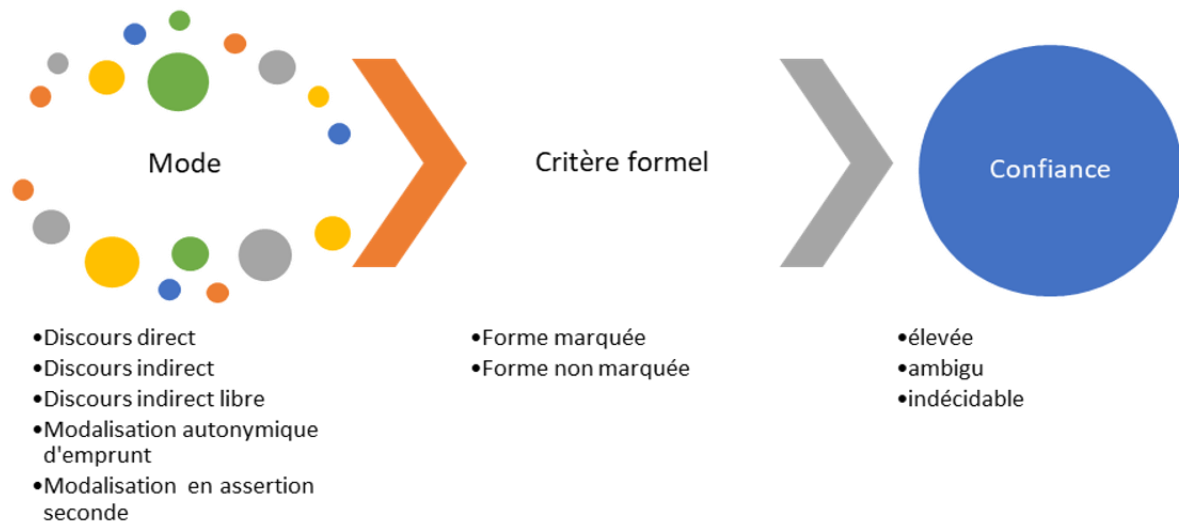 Mode
Critère formel
Confiance
•Discours direct
•Discours indirect
•Discours indirect libre
•Modalisation autonymique
d'emprunt
•Modalisation en assertion
seconde
•Forme marquée
•Forme non marquée
•élevée
•ambigu
•indécidable